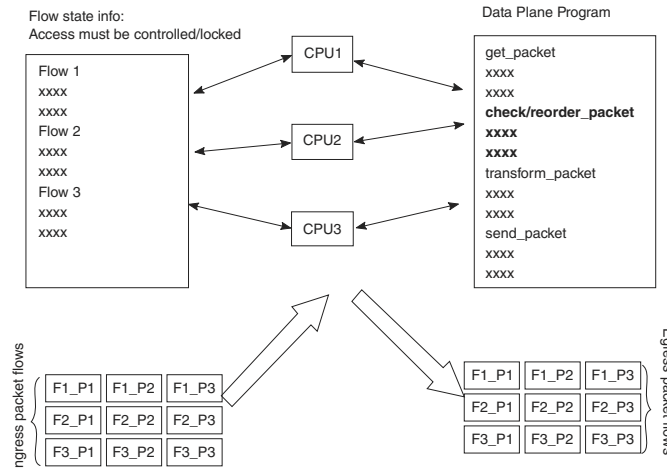 Flow state info:
Access must be controlled/locked
Flow 1
xxxx
xxxx
Flow 2
xxxx
xxxx
Flow 3
xxxx
xxxx
CPU1
CPU2
CPU3
Data Plane Program
get_packet
xxxx
xxxx
check/reorder_packet
xxxx
xxxx
transform_packet
xxxx
xxxx
send_packet
xxxx
xxxx
ngress packet flows
F1_P1 F1_P2 F1_P3
F2_P1 F2_P2 F2_P3
F3_P1 F3_P2 F3_P3
F1_P1 F1_P2 F1_P3
F2_P1 F2_P2 F2_P3
F3_P1 F3_P2 F3_P3
Egress packet flows